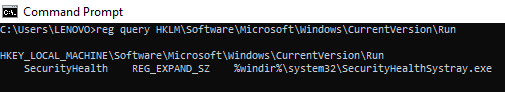 Command Prompt
C:\Users\LENOVO>reg query HKLM\Software\Microsoft\Windows\CurrentVersion\Run
HKEY_LOCAL_MACHINE\Software\Microsoft\Windows\CurrentVersion\Run
    SecurityHealth    REG_EXPAND_SZ    %windir%\system32\SecurityHealthSystray.exe